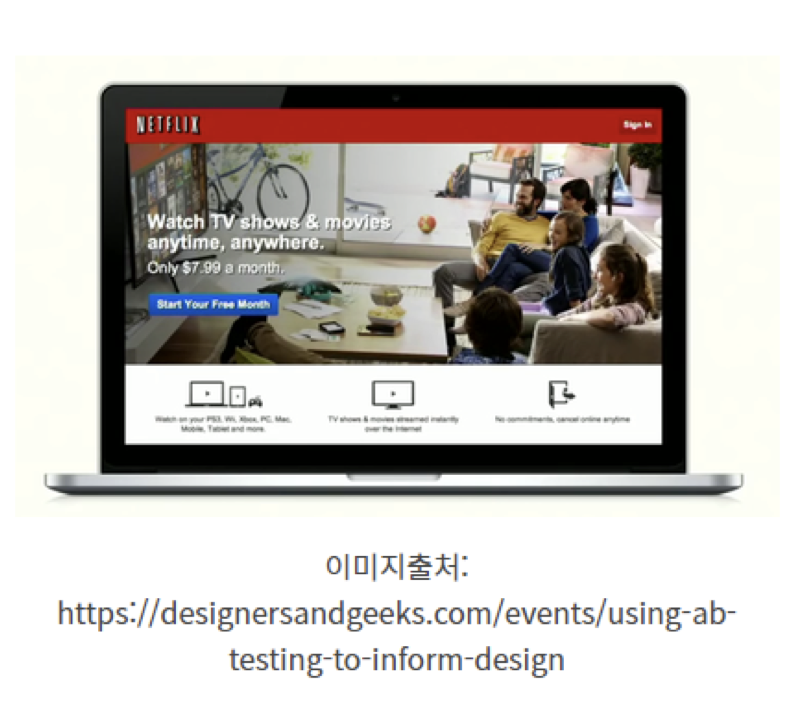 NETFLIX
Sign In
Watch TV shows & movies
anytime, anywhere.
Only $7.99 a month.
Start Your Free Month
Watch on your PS3, Wii, Xbox, PC, Mac,
Mobile, Tablet and more.
TV shows & movies streamed instantly
over the Internet
No commitments, cancel online anytime
이미지출처:
https://designersandgeeks.com/events/using-ab-
testing-to-inform-design